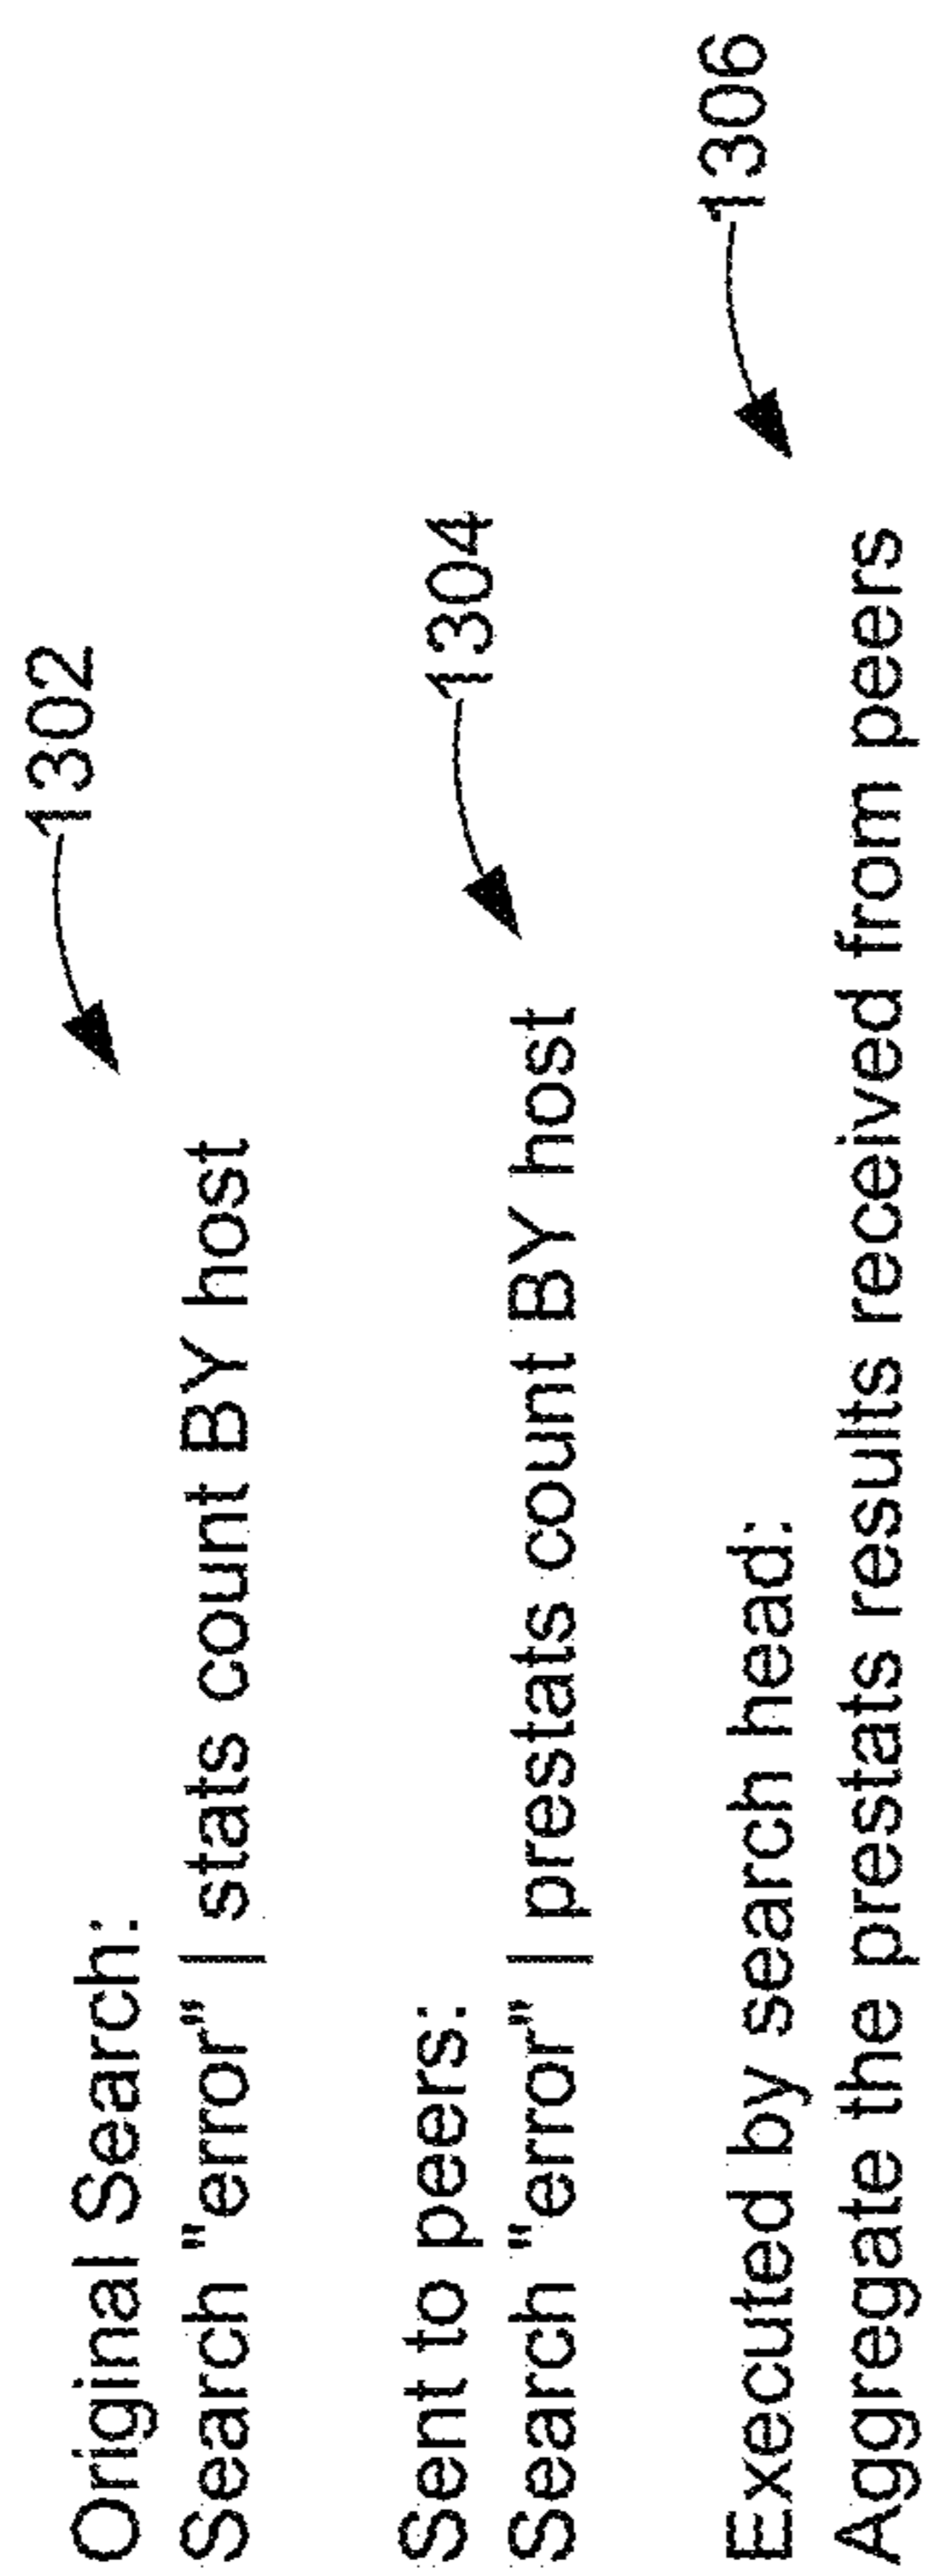 Original Search:
1302
Search "error" | stats count BY host
Sent to peers:
1304
Search "error" | prestats count BY host
Executed by search head:
1306
Aggregate the prestats results received from peers